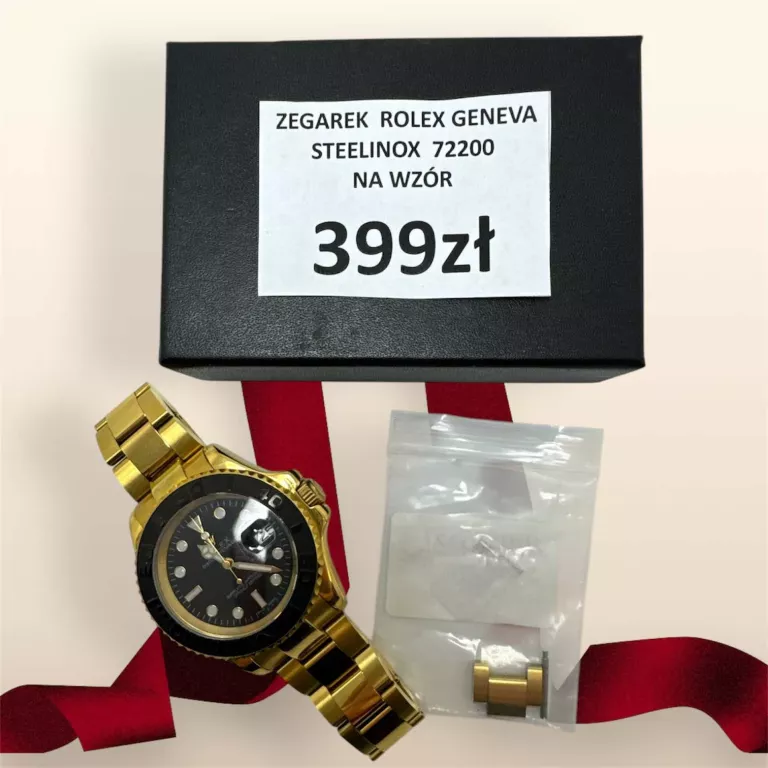 ZEGAREK ROLEX GENEVA
STEELINOX 72200
NA WZÓR
399zł